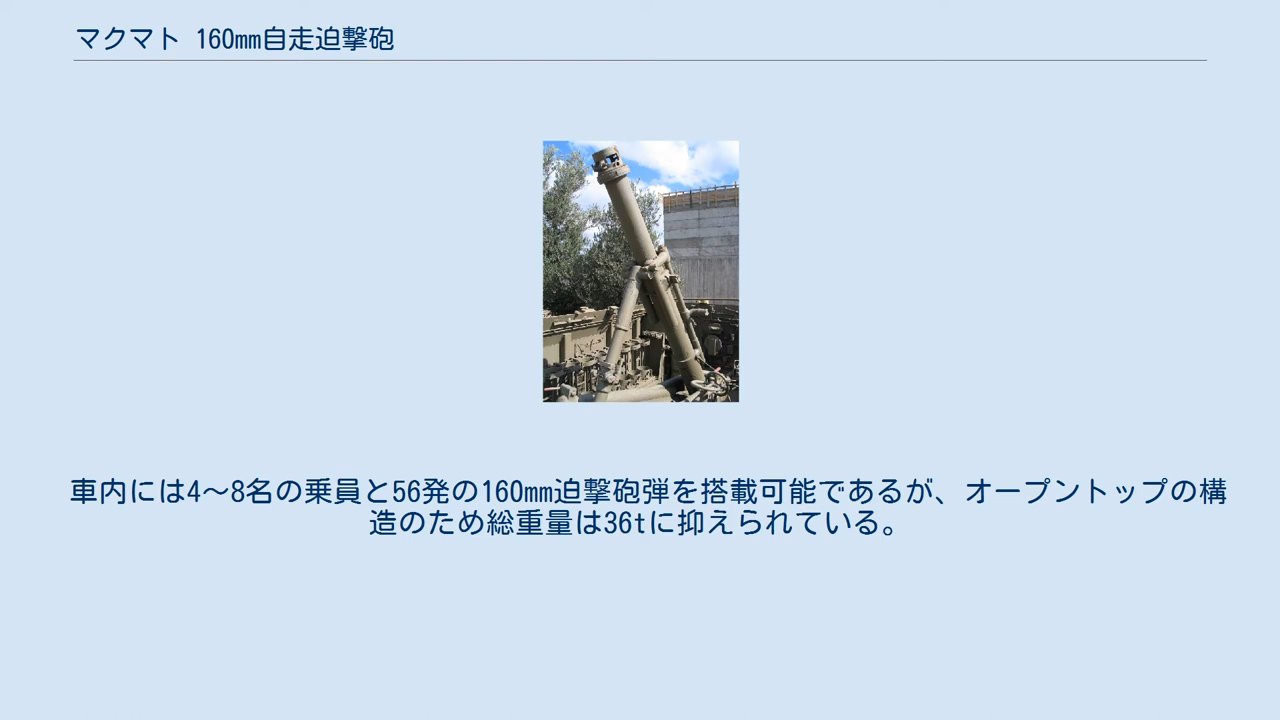 マクマト 160mm自走迫撃砲
車内には4～8名の乗員と56発の160mm迫撃砲弾を搭載可能であるが、オープントップの構
造のため総重量は36tに抑えられている。